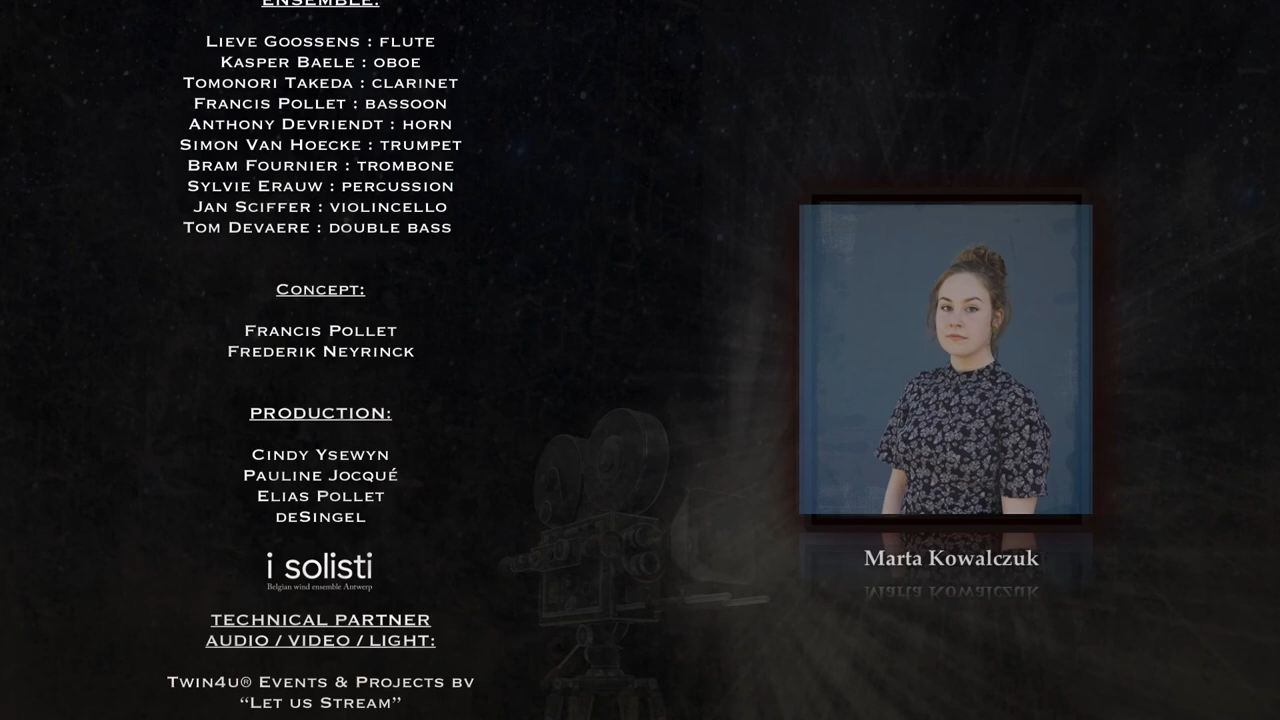 ENSEMBLE:
LIEVE GOOSSENS : FLUTE
KASPER BAELE : OBOE
TOMONORI TAKEDA : CLARINET
FRANCIS POLLET : BASSOON
ANTHONY DEVRIENDT : HORN
SIMON VAN HOECKE : TRUMPET
BRAM FOURNIER : TROMBONE
SYLVIE ERAUW : PERCUSSION
JAN SCIFFER : VIOLINCELLO
TOM DEVAERE : DOUBLE BASS
CONCEPT:
FRANCIS POLLET
FREDERIK NEYRINCK
PRODUCTION:
CINDY YSEWYN
PAULINE JOCQUÉ
ELIAS POLLET
DESINGEL
i solisti
Belgian wind ensemble Antwerp
TECHNICAL PARTNER
AUDIO / VIDEO / LIGHT:
TWIN4U® EVENTS & PROJECTS BV
“LET US STREAM”
Marta Kowalczuk